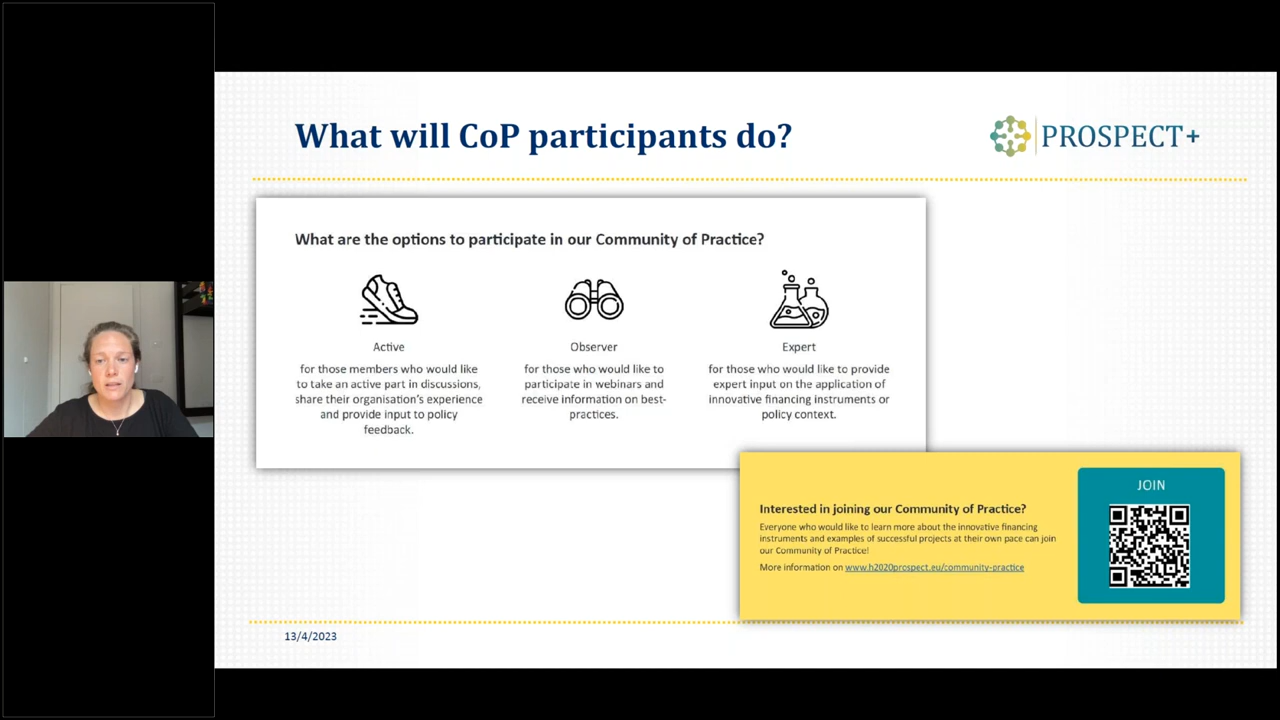 What will CoP participants do?
PROSPECT+
What are the options to participate in our Community of Practice?
Active
for those members who would like
to take an active part in discussions,
share their organisation's experience
and provide input to policy
feedback.
Observer
for those who would like to
participate in webinars and
receive information on best-
practices.
Expert
for those who would like to provide
expert input on the application of
innovative financing instruments or
policy context.
Interested in joining our Community of Practice?
Everyone who would like to learn more about the innovative financing
instruments and examples of successful projects at their own pace can join
our Community of Practice!
More information on www.h2020prospect.eu/community-practice
JOIN
13/4/2023